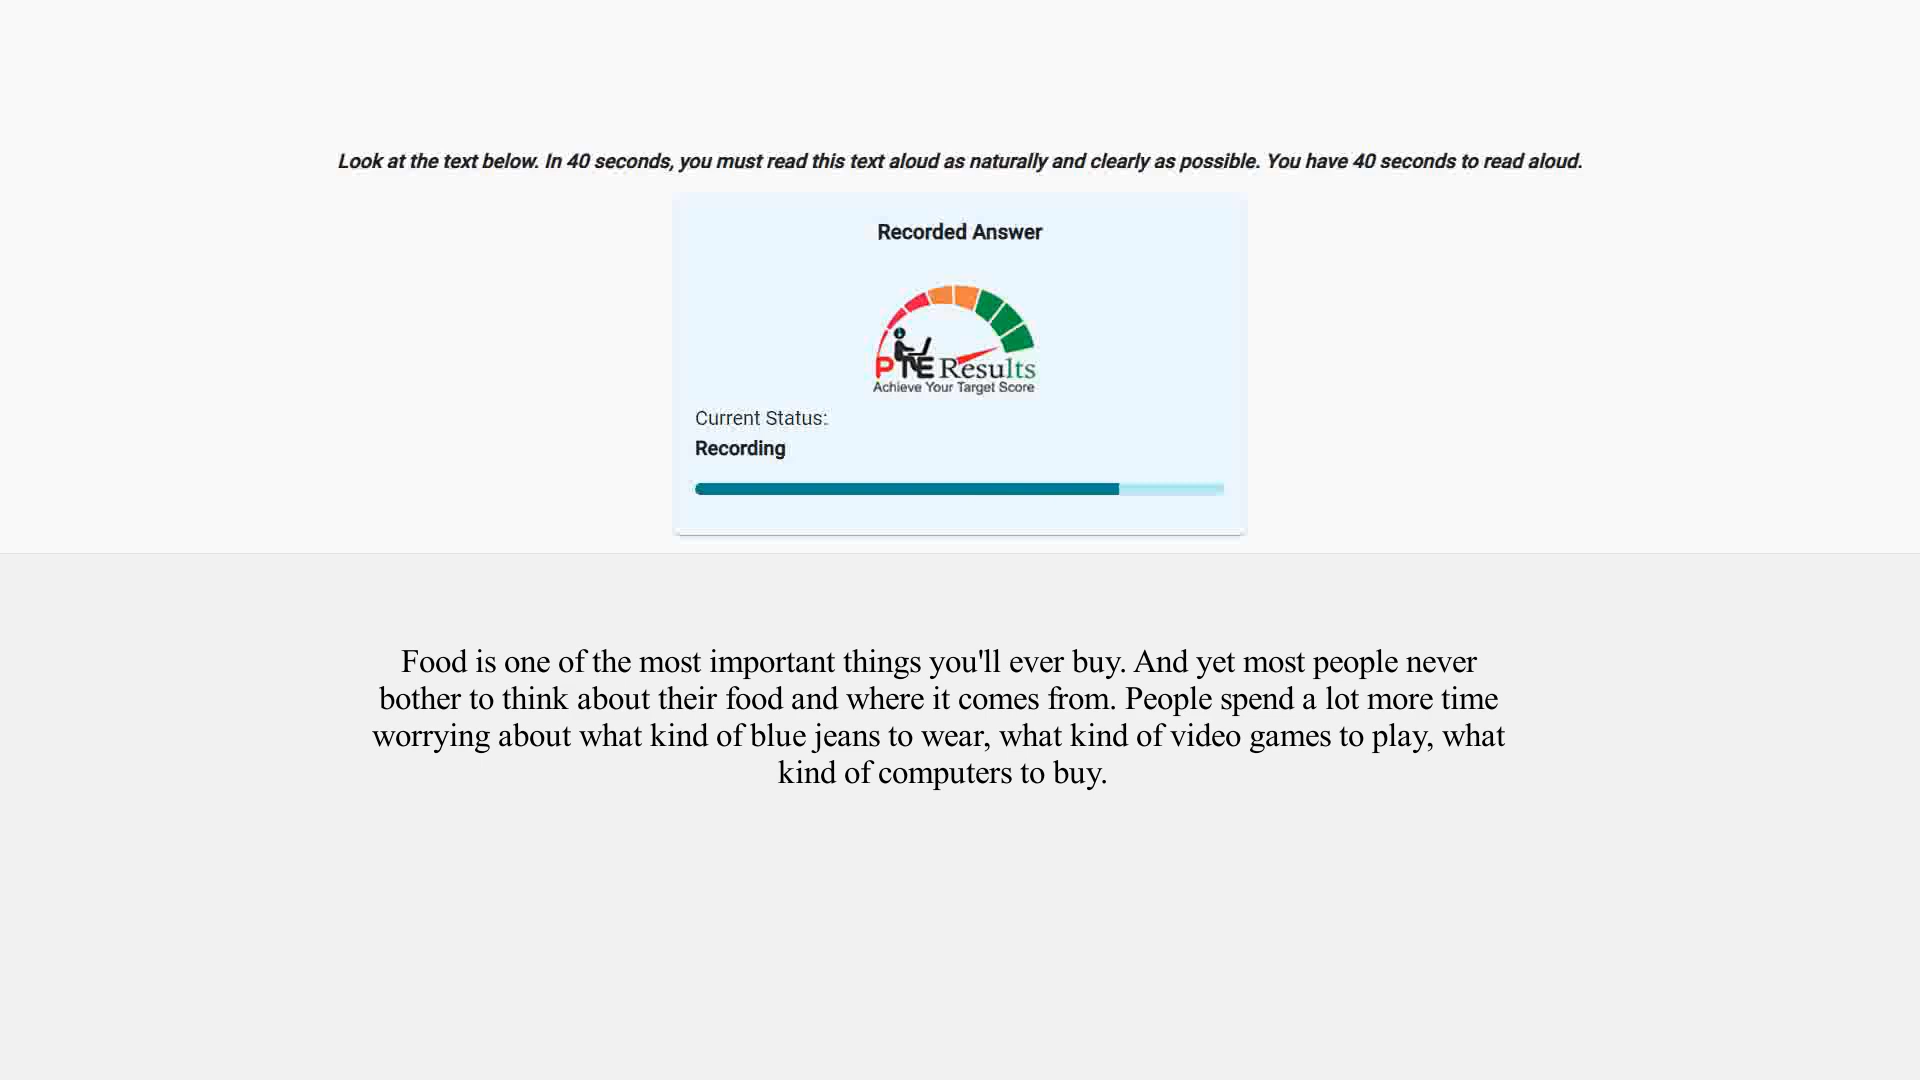 Look at the text below. In 40 seconds, you must read this text aloud as naturally and clearly as possible. You have 40 seconds to read aloud.
Recorded Answer
PTE Results
Achieve Your Target Score
Current Status:
Recording
Food is one of the most important things you'll ever buy. And yet most people never
bother to think about their food and where it comes from. People spend a lot more time
worrying about what kind of blue jeans to wear, what kind of video games to play, what
kind of computers to buy.